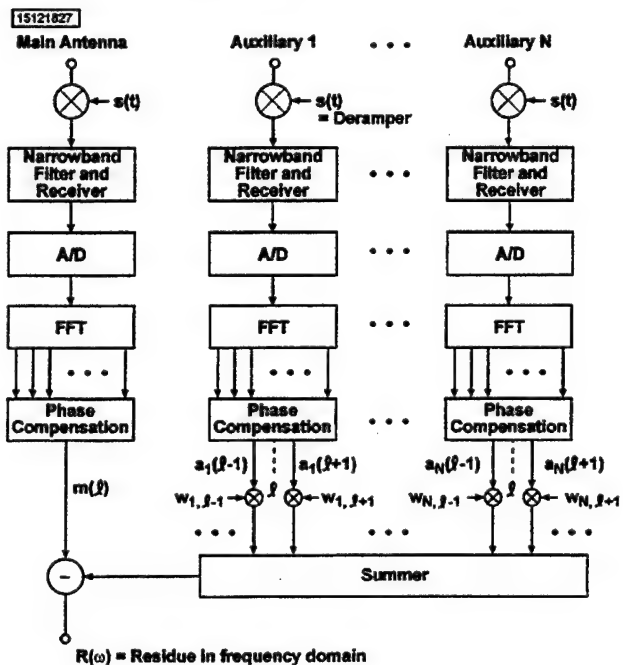 15121827
Main Antenna
Auxiliary 1
• • •
Auxiliary N
s(t)
s(t)
= Deramper
s(t)
Narrowband
Filter and
Receiver
Narrowband
Filter and
Receiver
• • •
Narrowband
Filter and
Receiver
A/D
A/D
• • •
A/D
FFT
FFT
• • •
FFT
• • •
• • •
• • •
Phase
Compensation
Phase
Compensation
• • •
Phase
Compensation
m(ℓ)
a1(ℓ-1)
ℓ
a1(ℓ+1)
aN(ℓ-1)
ℓ
aN(ℓ+1)
w1, ℓ-1
w1, ℓ+1
wN, ℓ-1
wN, ℓ+1
• • •
• • •
• • •
• • •
−
Summer
R(ω) = Residue in frequency domain